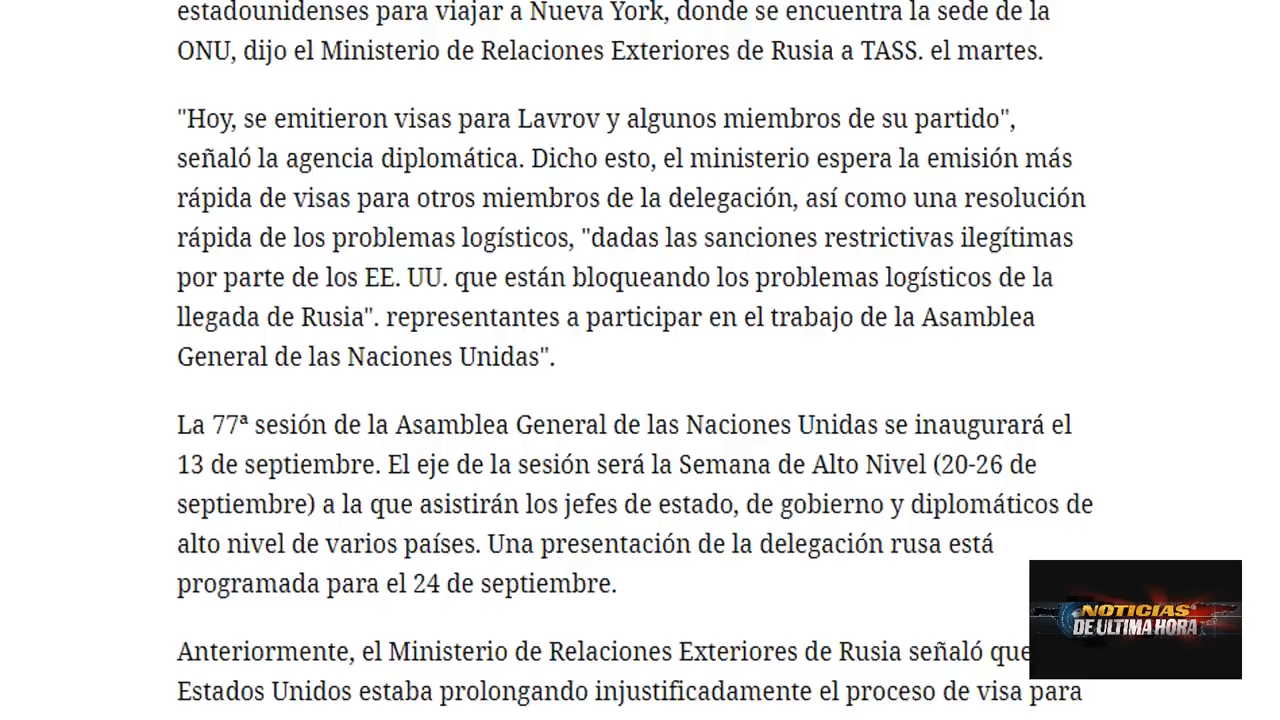 estadounidenses para viajar a Nueva York, donde se encuentra la sede de la
ONU, dijo el Ministerio de Relaciones Exteriores de Rusia a TASS. el martes.
"Hoy, se emitieron visas para Lavrov y algunos miembros de su partido",
señaló la agencia diplomática. Dicho esto, el ministerio espera la emisión más
rápida de visas para otros miembros de la delegación, así como una resolución
rápida de los problemas logísticos, "dadas las sanciones restrictivas ilegítimas
por parte de los EE. UU. que están bloqueando los problemas logísticos de la
llegada de Rusia". representantes a participar en el trabajo de la Asamblea
General de las Naciones Unidas".
La 77ª sesión de la Asamblea General de las Naciones Unidas se inaugurará el
13 de septiembre. El eje de la sesión será la Semana de Alto Nivel (20-26 de
septiembre) a la que asistirán los jefes de estado, de gobierno y diplomáticos de
alto nivel de varios países. Una presentación de la delegación rusa está
programada para el 24 de septiembre.
Anteriormente, el Ministerio de Relaciones Exteriores de Rusia señaló que
Estados Unidos estaba prolongando injustificadamente el proceso de visa para
NOTICIAS
DE ULTIMA HORA